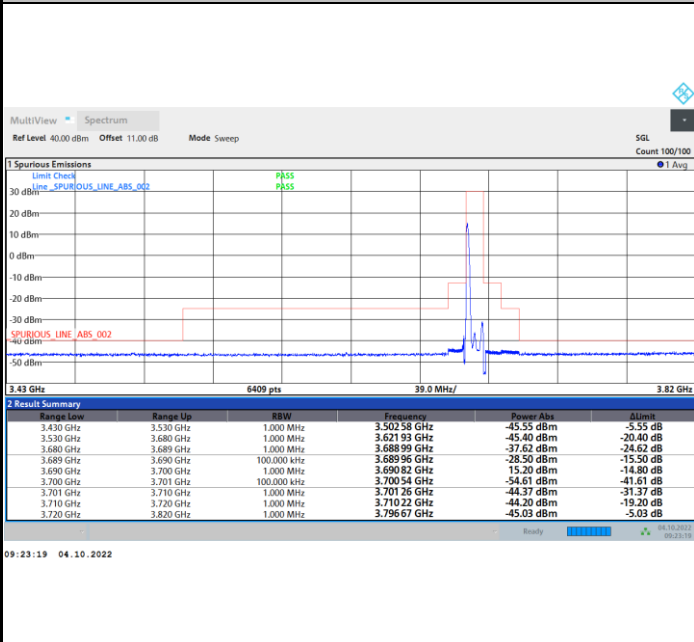 MultiView Spectrum
Ref Level 40.00 dBm Offset 11.00 dB Mode Sweep SGL
Count 100/100
1 Spurious Emissions 1 Avg
Limit Check PASS
Line _SPURIOUS_LINE_ABS_002 PASS
30 dBm
20 dBm
10 dBm
0 dBm
-10 dBm
-20 dBm
-30 dBm
_SPURIOUS_LINE_ABS_002
-40 dBm
-50 dBm
3.43 GHz 6409 pts 39.0 MHz/ 3.82 GHz
2 Result Summary
Range Low Range Up RBW Frequency Power Abs ΔLimit
3.430 GHz 3.530 GHz 1.000 MHz 3.502 58 GHz -45.55 dBm -5.55 dB
3.530 GHz 3.680 GHz 1.000 MHz 3.621 93 GHz -45.40 dBm -20.40 dB
3.680 GHz 3.689 GHz 1.000 MHz 3.688 99 GHz -37.62 dBm -24.62 dB
3.689 GHz 3.690 GHz 100.000 kHz 3.689 96 GHz -28.50 dBm -15.50 dB
3.690 GHz 3.700 GHz 1.000 MHz 3.690 82 GHz 15.20 dBm -14.80 dB
3.700 GHz 3.701 GHz 100.000 kHz 3.700 54 GHz -54.61 dBm -41.61 dB
3.701 GHz 3.710 GHz 1.000 MHz 3.701 26 GHz -44.37 dBm -31.37 dB
3.710 GHz 3.720 GHz 1.000 MHz 3.710 22 GHz -44.20 dBm -19.20 dB
3.720 GHz 3.820 GHz 1.000 MHz 3.796 67 GHz -45.03 dBm -5.03 dB
Ready 04.10.2022
09:23:19
09:23:19 04.10.2022